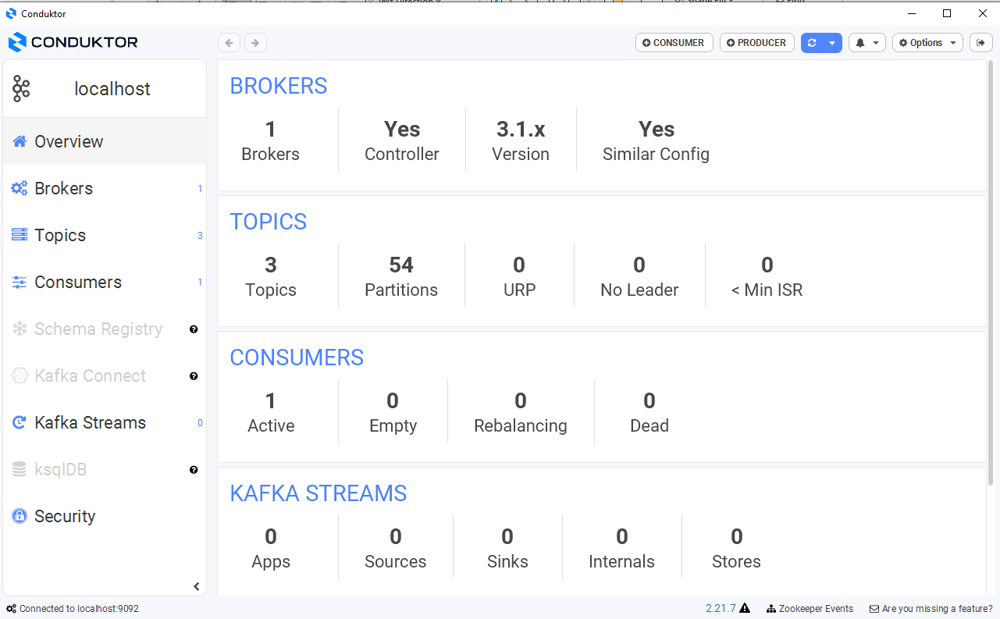 Conduktor
CONDUKTOR
CONSUMER
PRODUCER
Options
localhost
Overview
Brokers 1
Topics 3
Consumers 1
Schema Registry ?
Kafka Connect ?
Kafka Streams 0
ksqlDB ?
Security
BROKERS
1 Yes 3.1.x Yes
Brokers Controller Version Similar Config
TOPICS
3 54 0 0 0
Topics Partitions URP No Leader < Min ISR
CONSUMERS
1 0 0 0
Active Empty Rebalancing Dead
KAFKA STREAMS
0 0 0 0 0
Apps Sources Sinks Internals Stores
Connected to localhost:9092 2.21.7 Zookeeper Events Are you missing a feature?